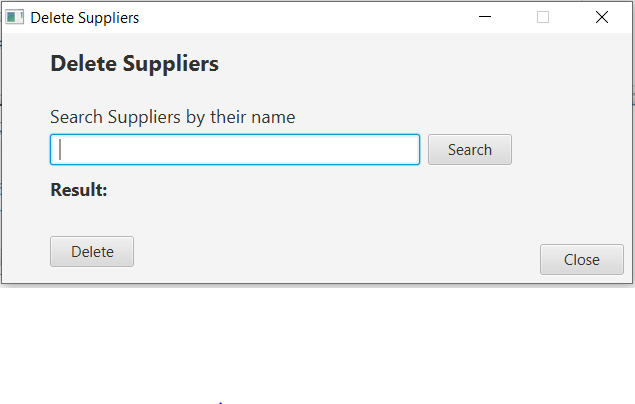 Delete Suppliers
Delete Suppliers
Search Suppliers by their name
Search
Result:
Delete
Close